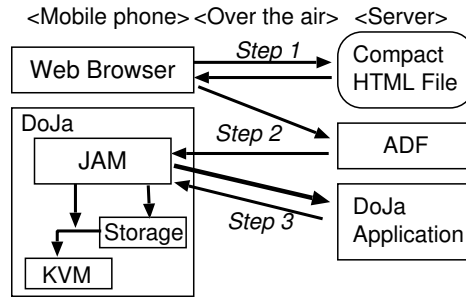 <Mobile phone> <Over the air> <Server>
Web Browser
Step 1
Compact
HTML File
DoJa
JAM
Step 2
ADF
Storage
Step 3
DoJa
Application
KVM